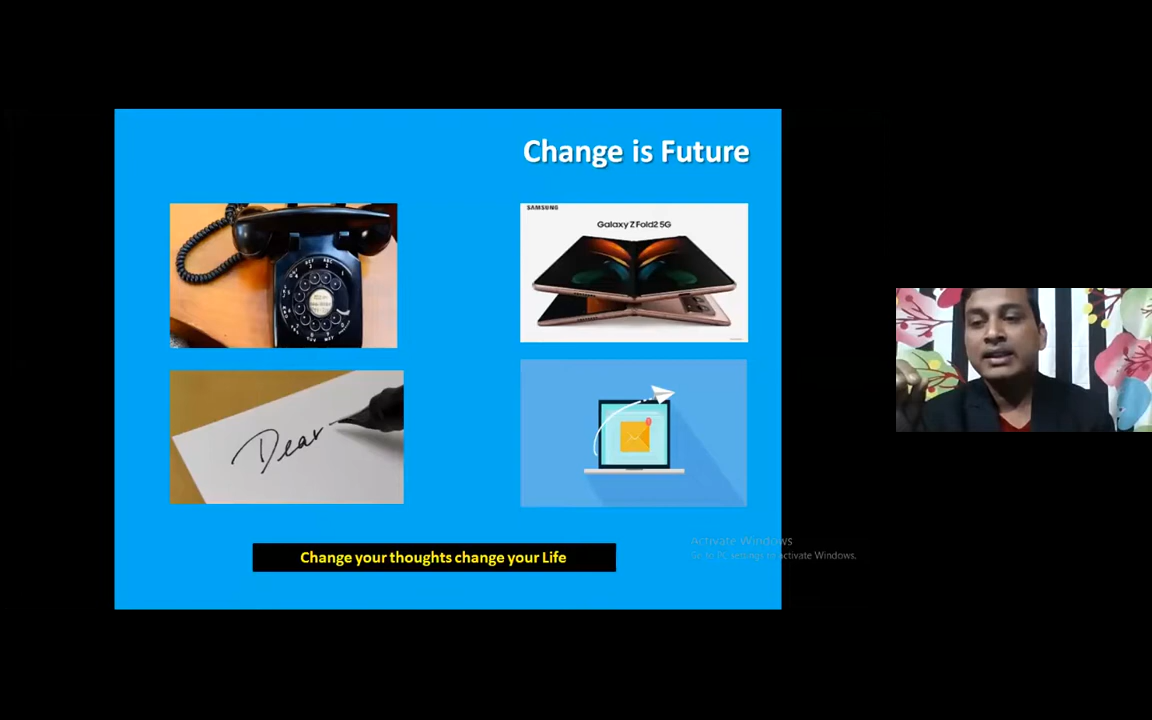 Change is Future
SAMSUNG
Galaxy Z Fold2 5G
Dear
Change your thoughts change your Life
Activate Windows
Go to PC settings to activate Windows.